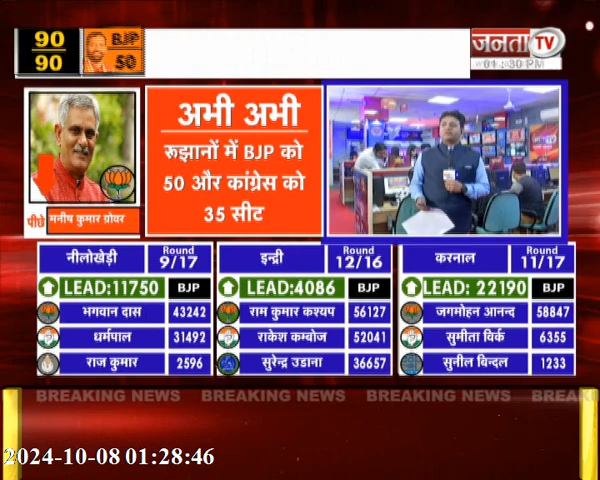 90
90
BJP
50
जनता TV
01:30 PM
अभी अभी
रूझानों में BJP को
50 और कांग्रेस को
35 सीट
पीछे मनीष कुमार ग्रोवर
नीलोखेड़ी Round 9/17
LEAD:11750 BJP
भगवान दास 43242
धर्मपाल 31492
राज कुमार 2596
इन्द्री Round 12/16
LEAD:4086 BJP
राम कुमार कश्यप 56127
राकेश कम्बोज 52041
सुरेन्द्र उडाना 36657
करनाल Round 11/17
LEAD: 22190 BJP
जगमोहन आनन्द 58847
सुमीता विर्क 6355
सुनील बिन्दल 1233
BREAKING NEWS BREAKING NEWS BREAKING NEWS BREAKING NEWS BREA
2024-10-08 01:28:46